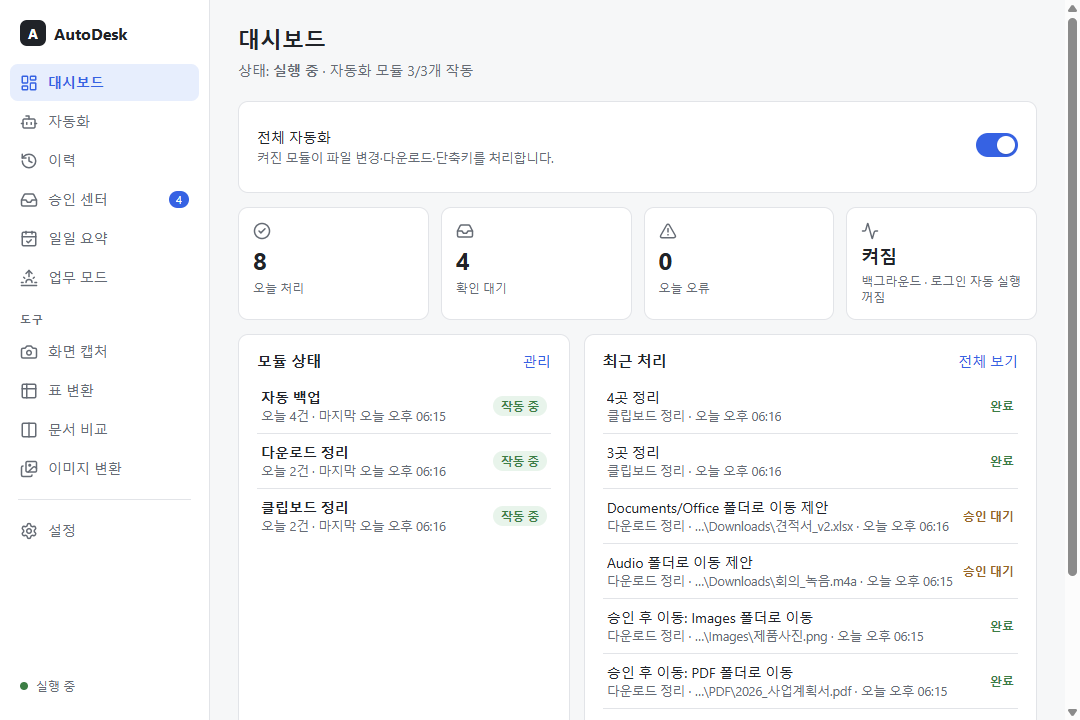 A AutoDesk
대시보드
자동화
이력
승인 센터 4
일일 요약
업무 모드
도구
화면 캡처
표 변환
문서 비교
이미지 변환
설정
실행 중
대시보드
상태: 실행 중 · 자동화 모듈 3/3개 작동
전체 자동화
켜진 모듈이 파일 변경·다운로드·단축키를 처리합니다.
8
오늘 처리
4
확인 대기
0
오늘 오류
켜짐
백그라운드 · 로그인 자동 실행
꺼짐
모듈 상태 관리
자동 백업
오늘 4건 · 마지막 오늘 오후 06:15
작동 중
다운로드 정리
오늘 2건 · 마지막 오늘 오후 06:16
작동 중
클립보드 정리
오늘 2건 · 마지막 오늘 오후 06:16
작동 중
최근 처리 전체 보기
4곳 정리
클립보드 정리 · 오늘 오후 06:16
완료
3곳 정리
클립보드 정리 · 오늘 오후 06:16
완료
Documents/Office 폴더로 이동 제안
다운로드 정리 · ...\Downloads\견적서_v2.xlsx · 오늘 오후 06:16
승인 대기
Audio 폴더로 이동 제안
다운로드 정리 · ...\Downloads\회의_녹음.m4a · 오늘 오후 06:15
승인 대기
승인 후 이동: Images 폴더로 이동
다운로드 정리 · ...\Images\제품사진.png · 오늘 오후 06:15
완료
승인 후 이동: PDF 폴더로 이동
다운로드 정리 · ...\PDF\2026_사업계획서.pdf · 오늘 오후 06:15
완료